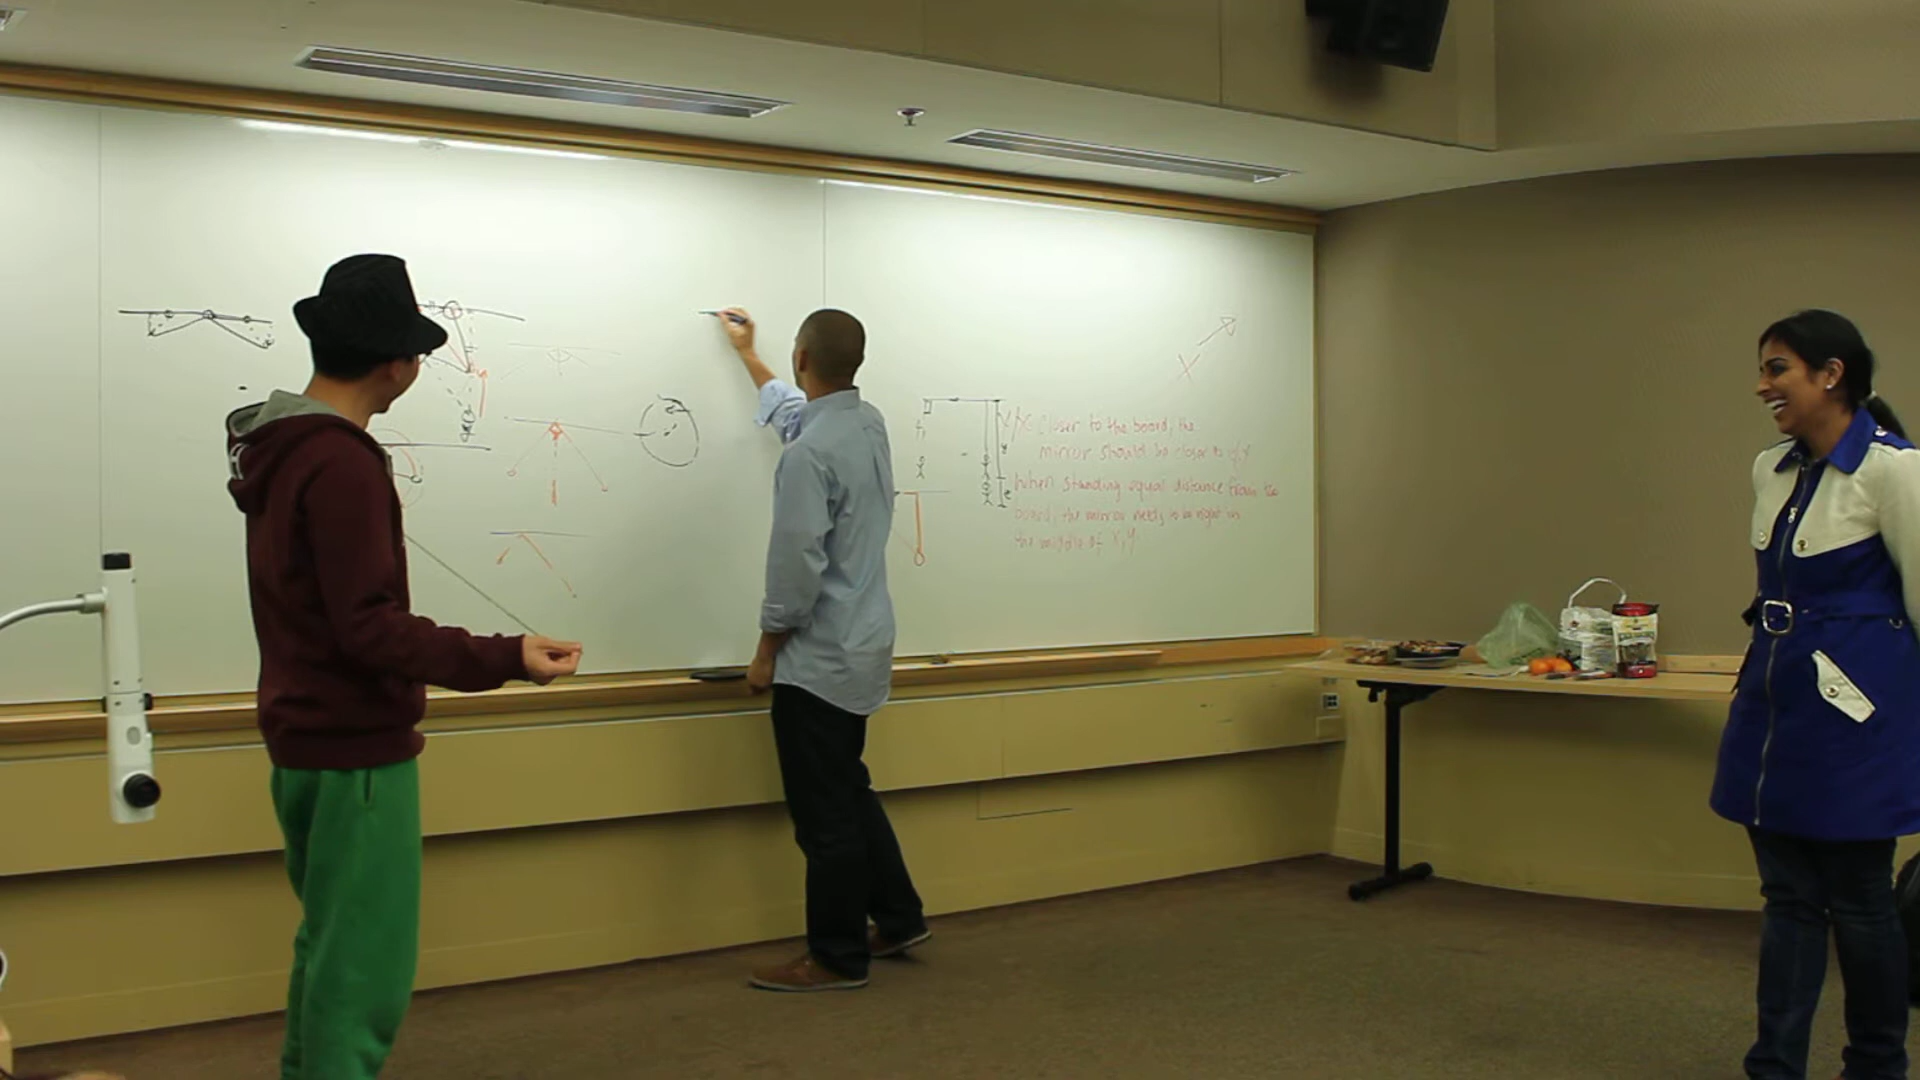 closer to the board, the
mirror should be closer to y/Y
When standing equal distance from the
board, the mirror needs to be right in
the middle of X,Y
X